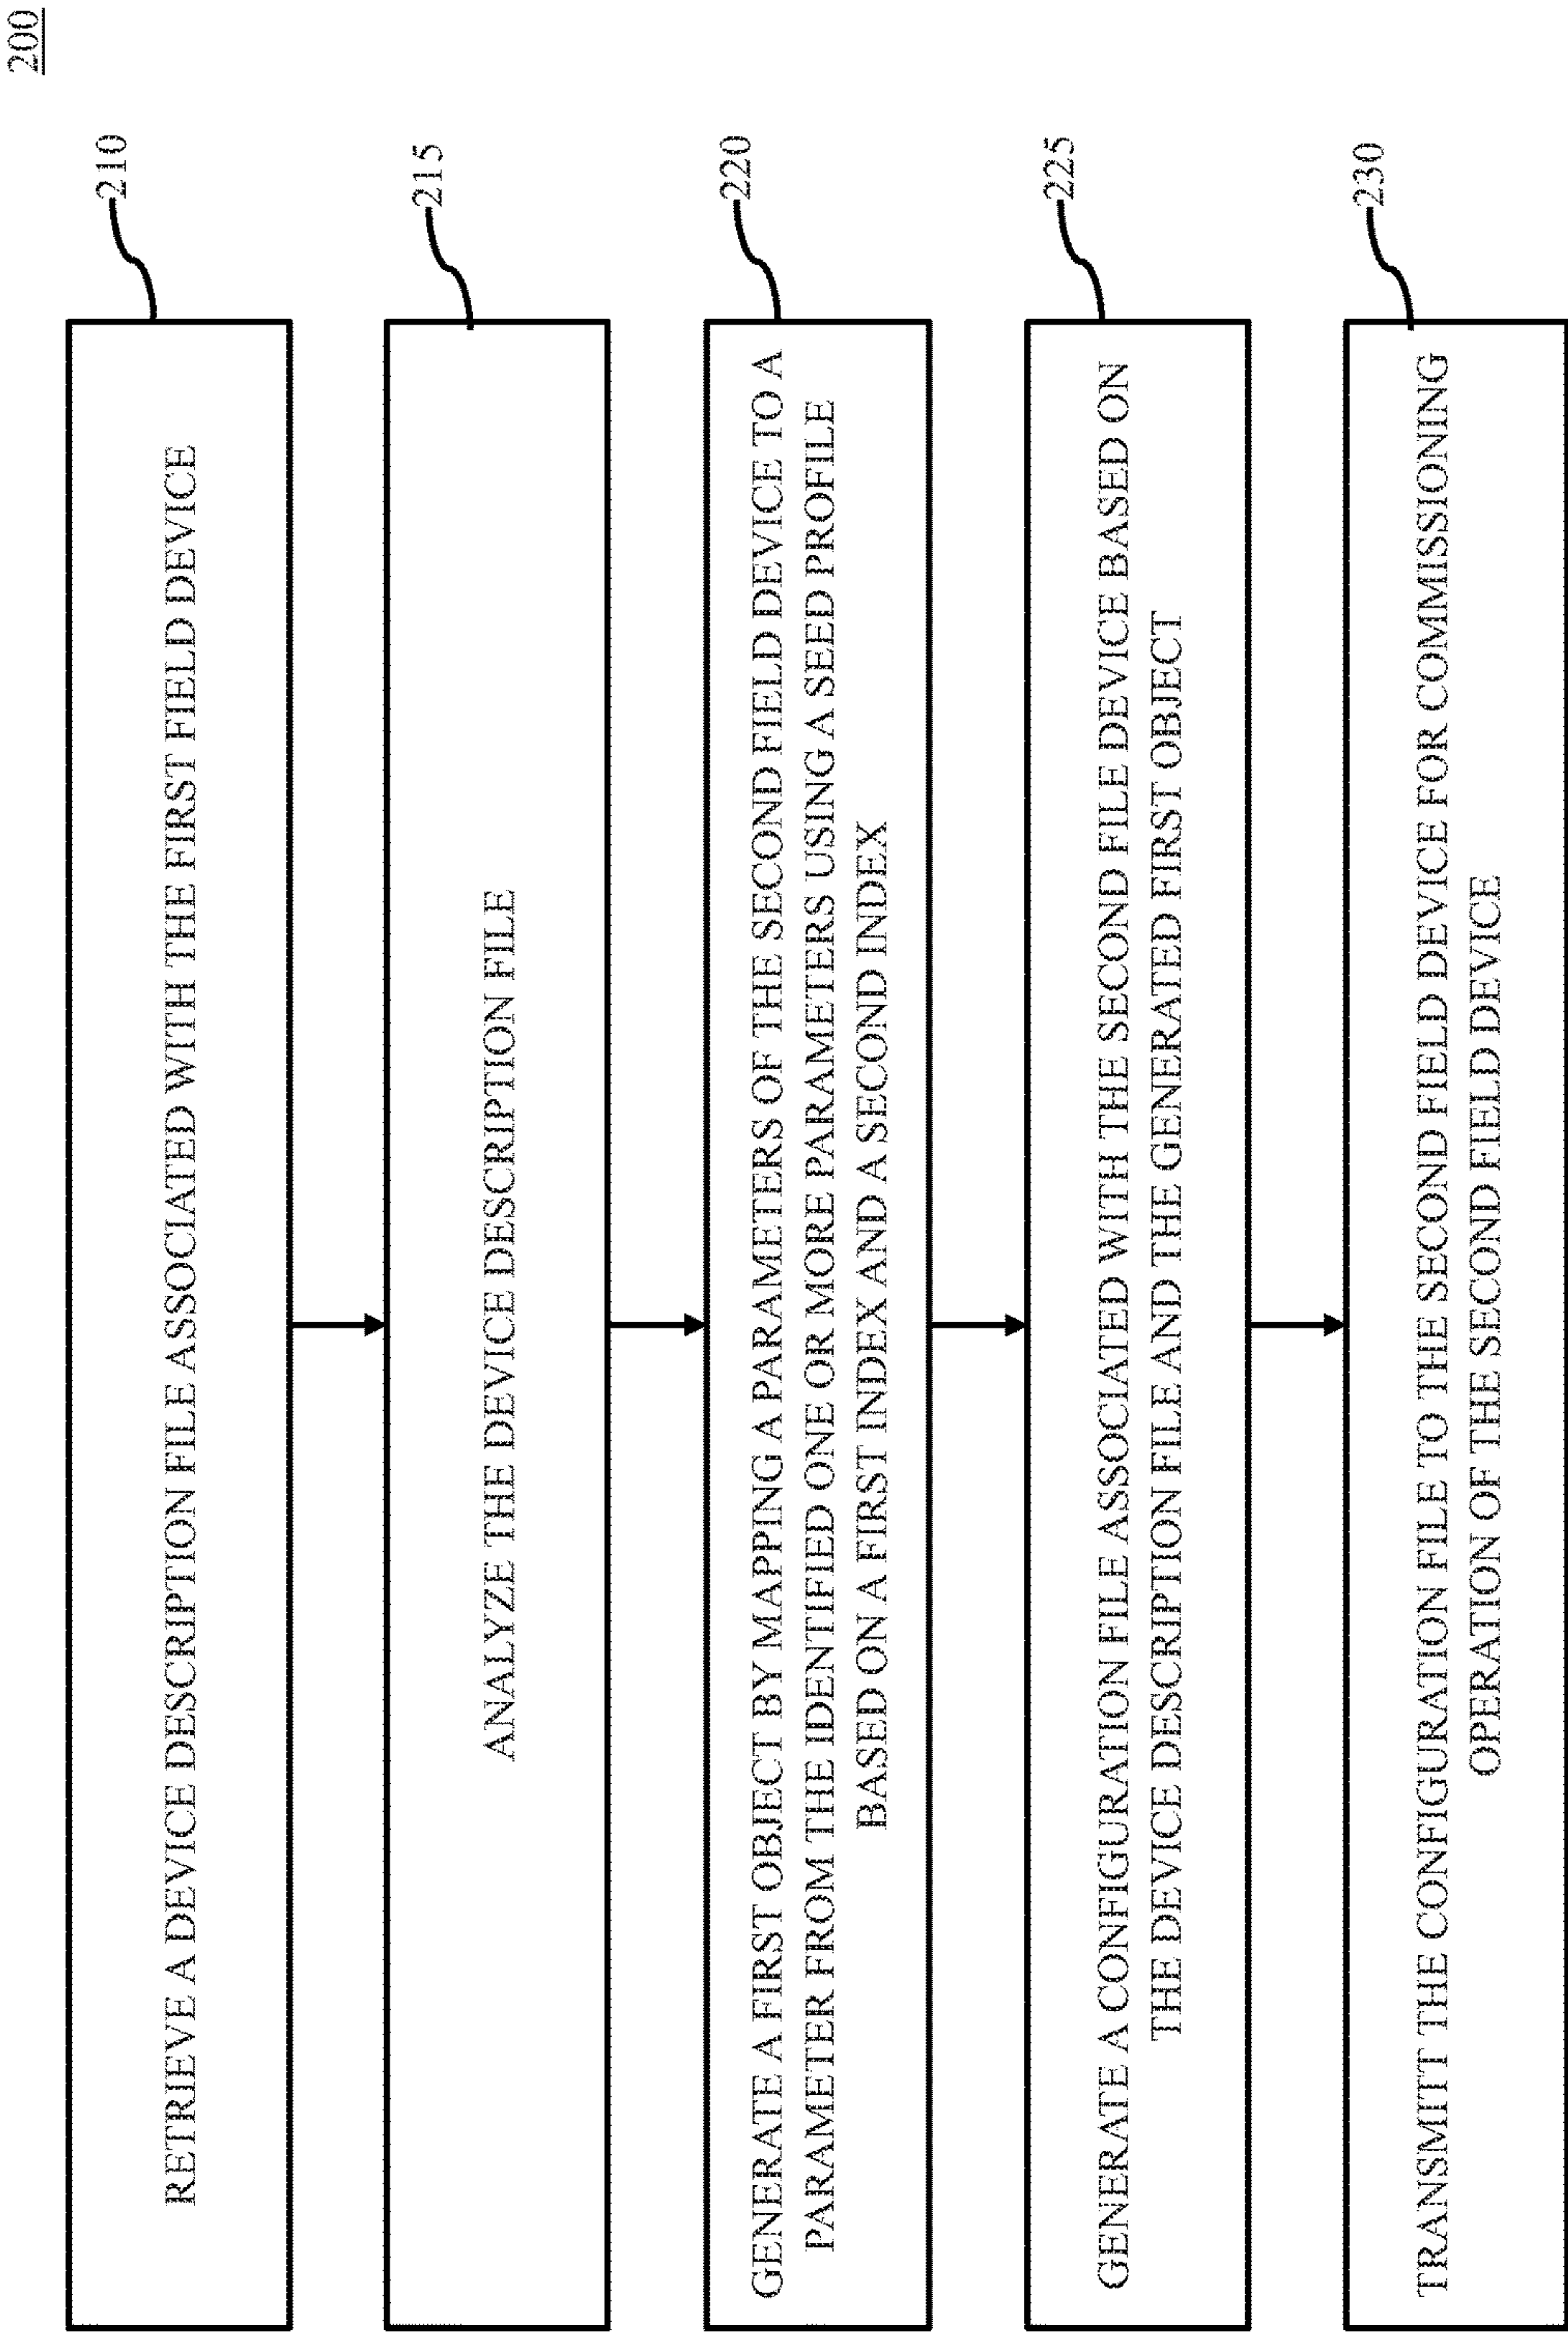 200
210
RETRIEVE A DEVICE DESCRIPTION FILE ASSOCIATED WITH THE FIRST FIELD DEVICE
215
ANALYZE THE DEVICE DESCRIPTION FILE
220
GENERATE A FIRST OBJECT BY MAPPING A PARAMETERS OF THE SECOND FIELD DEVICE TO A
PARAMETER FROM THE IDENTIFIED ONE OR MORE PARAMETERS USING A SEED PROFILE
BASED ON A FIRST INDEX AND A SECOND INDEX
225
GENERATE A CONFIGURATION FILE ASSOCIATED WITH THE SECOND FILE DEVICE BASED ON
THE DEVICE DESCRIPTION FILE AND THE GENERATED FIRST OBJECT
230
TRANSMITT THE CONFIGURATION FILE TO THE SECOND FIELD DEVICE FOR COMMISSIONING
OPERATION OF THE SECOND FIELD DEVICE